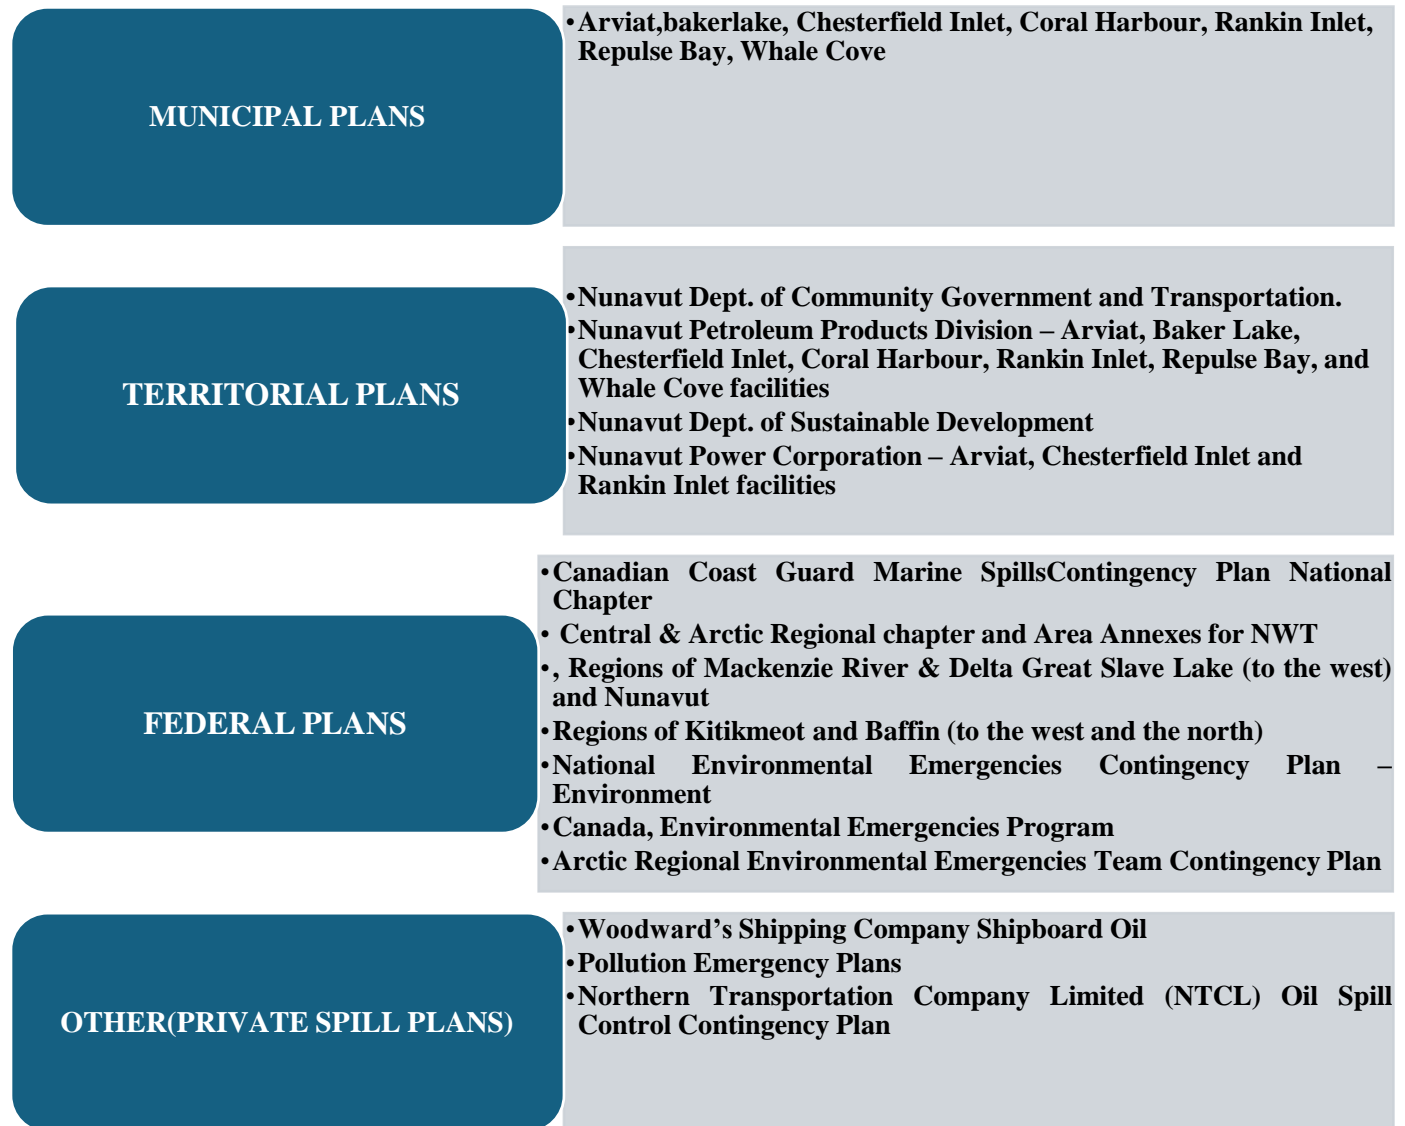 MUNICIPAL PLANS
•Arviat,bakerlake, Chesterfield Inlet, Coral Harbour, Rankin Inlet,
Repulse Bay, Whale Cove
TERRITORIAL PLANS
•Nunavut Dept. of Community Government and Transportation.
•Nunavut Petroleum Products Division – Arviat, Baker Lake,
Chesterfield Inlet, Coral Harbour, Rankin Inlet, Repulse Bay, and
Whale Cove facilities
•Nunavut Dept. of Sustainable Development
•Nunavut Power Corporation – Arviat, Chesterfield Inlet and
Rankin Inlet facilities
FEDERAL PLANS
•Canadian Coast Guard Marine SpillsContingency Plan National
Chapter
• Central & Arctic Regional chapter and Area Annexes for NWT
•, Regions of Mackenzie River & Delta Great Slave Lake (to the west)
and Nunavut
•Regions of Kitikmeot and Baffin (to the west and the north)
•National Environmental Emergencies Contingency Plan –
Environment
•Canada, Environmental Emergencies Program
•Arctic Regional Environmental Emergencies Team Contingency Plan
OTHER(PRIVATE SPILL PLANS)
•Woodward’s Shipping Company Shipboard Oil
•Pollution Emergency Plans
•Northern Transportation Company Limited (NTCL) Oil Spill
Control Contingency Plan